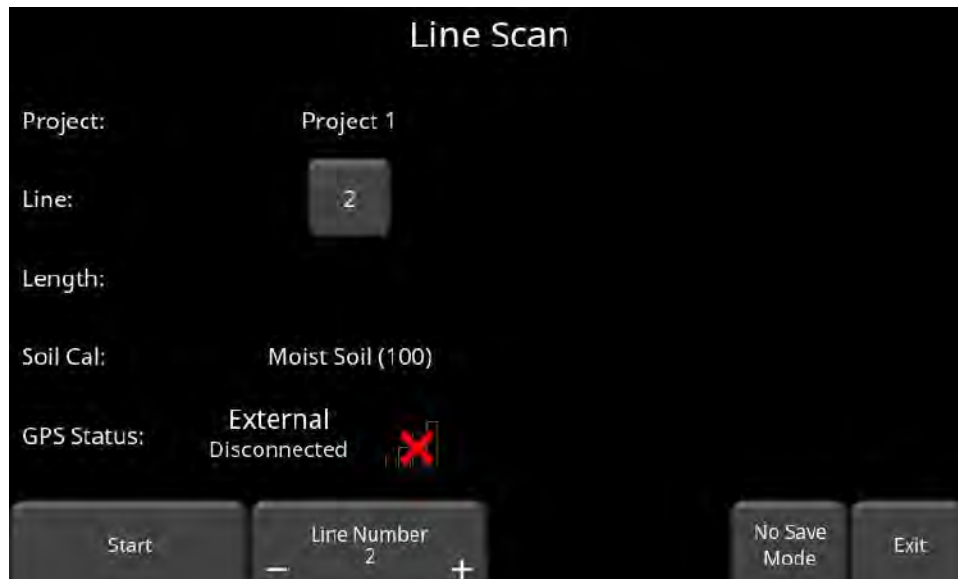 Line Scan
Project: Project 1
Line: 2
Length:
Soil Cal: Moist Soil (100)
GPS Status: External
Disconnected
Start
Line Number
− 2 +
No Save
Mode
Exit